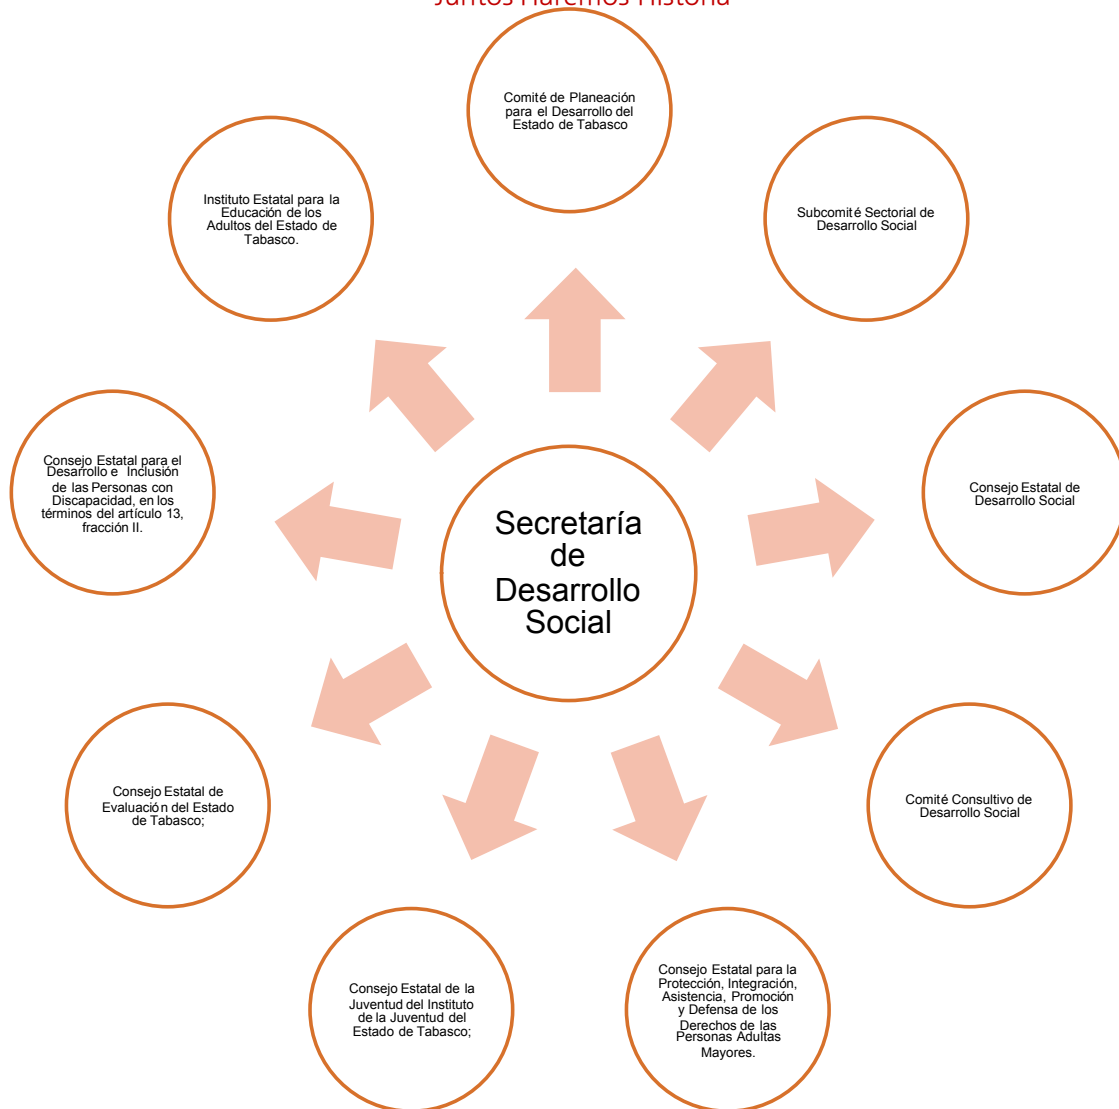 Juntos Haremos Historia
Comité de Planeación
para el Desarrollo del
Estado de Tabasco
Subcomité Sectorial de
Desarrollo Social
Consejo Estatal de
Desarrollo Social
Comité Consultivo de
Desarrollo Social
Consejo Estatal para la
Protección, Integración,
Asistencia, Promoción
y Defensa de los
Derechos de las
Personas Adultas
Mayores.
Consejo Estatal de la
Juventud del Instituto
de la Juventud del
Estado de Tabasco;
Consejo Estatal de
Evaluación del Estado
de Tabasco;
Consejo Estatal para el
Desarrollo e Inclusión
de las Personas con
Discapacidad, en los
términos del artículo 13,
fracción II.
Instituto Estatal para la
Educación de los
Adultos del Estado de
Tabasco.
Secretaría
de
Desarrollo
Social